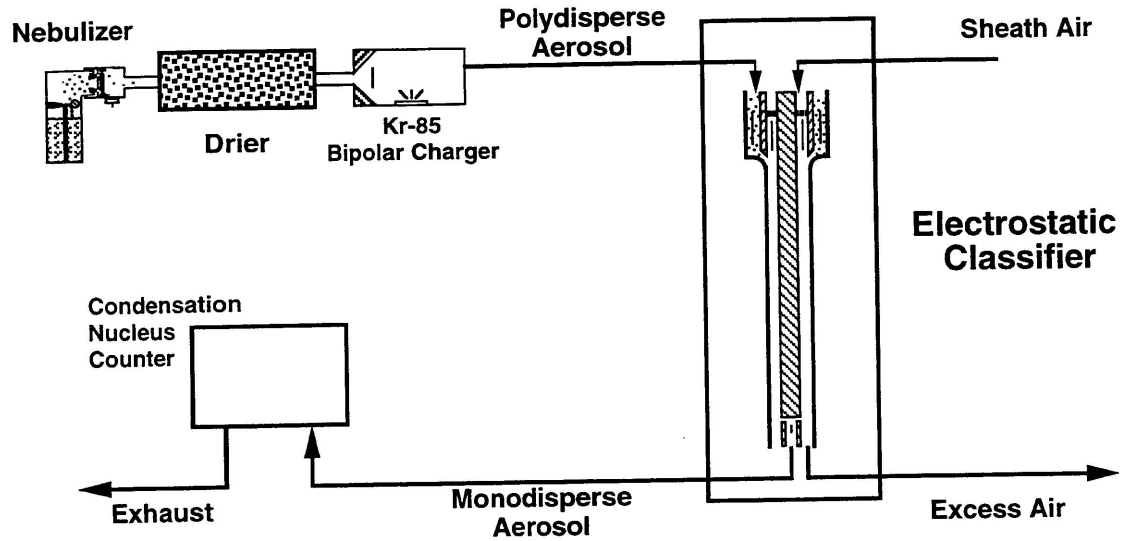 Nebulizer
Polydisperse
Aerosol
Sheath Air
Drier
Kr-85
Bipolar Charger
Electrostatic
Classifier
Condensation
Nucleus
Counter
Exhaust
Monodisperse
Aerosol
Excess Air